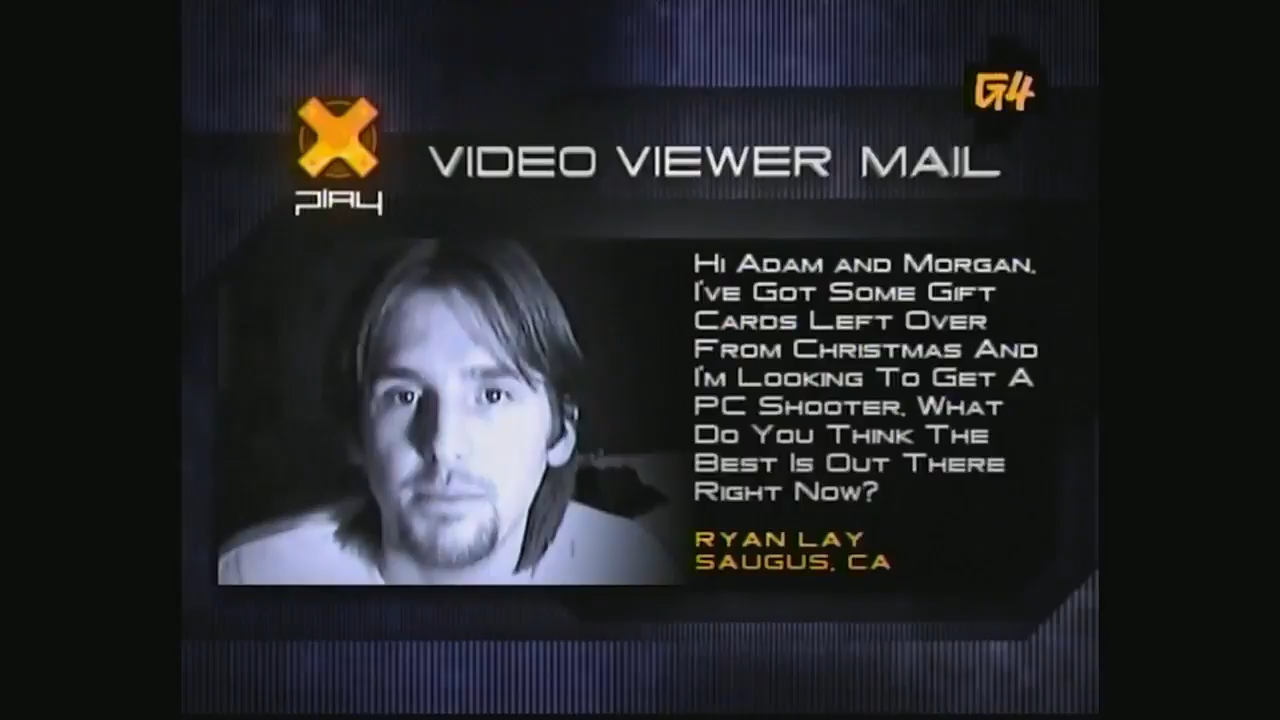 G4
play
VIDEO VIEWER MAIL
HI ADAM AND MORGAN.
I'VE GOT SOME GIFT
CARDS LEFT OVER
FROM CHRISTMAS AND
I'M LOOKING TO GET A
PC SHOOTER. WHAT
DO YOU THINK THE
BEST IS OUT THERE
RIGHT NOW?
RYAN LAY
SAUGUS, CA